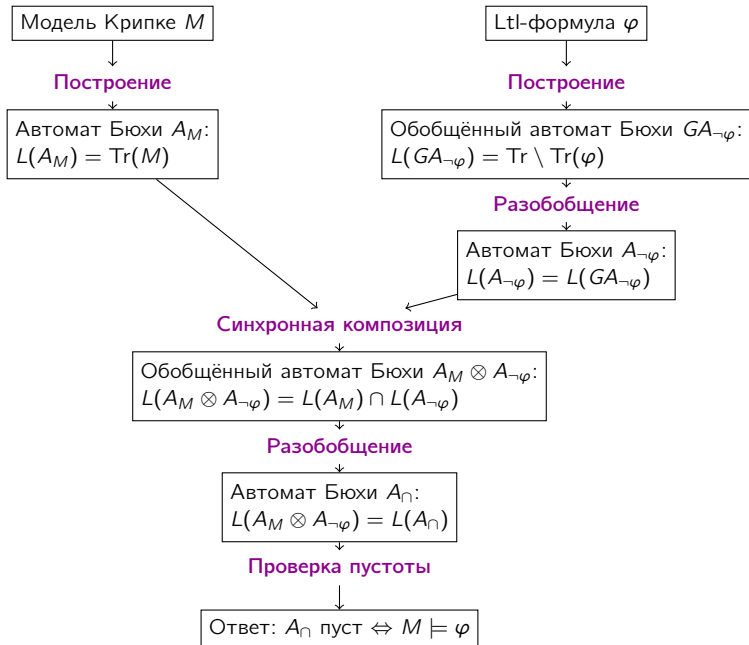 Модель Крипке M
Ltl-формула φ
Построение
Построение
Автомат Бюхи A_M:
L(A_M) = Tr(M)
Обобщённый автомат Бюхи GA_¬φ:
L(GA_¬φ) = Tr \ Tr(φ)
Разобобщение
Автомат Бюхи A_¬φ:
L(A_¬φ) = L(GA_¬φ)
Синхронная композиция
Обобщённый автомат Бюхи A_M ⊗ A_¬φ:
L(A_M ⊗ A_¬φ) = L(A_M) ∩ L(A_¬φ)
Разобобщение
Автомат Бюхи A_∩:
L(A_M ⊗ A_¬φ) = L(A_∩)
Проверка пустоты
Ответ: A_∩ пуст ⇔ M ⊨ φ